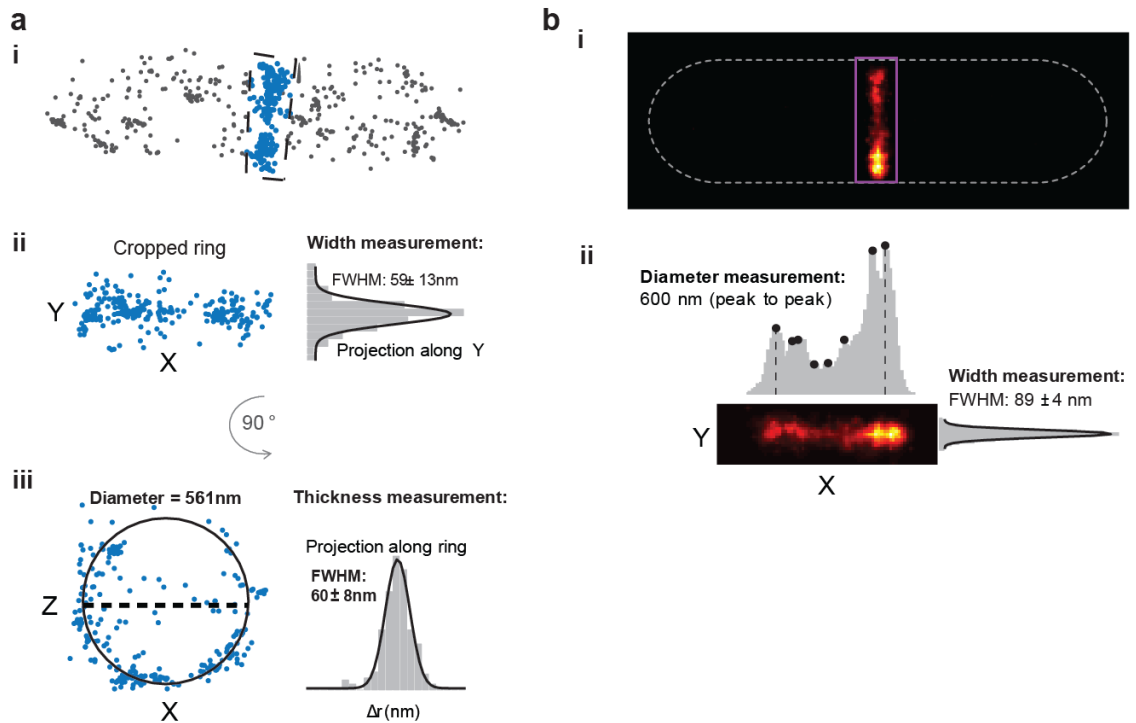 a
i
ii
Cropped ring
Y
X
Width measurement:
FWHM: 59± 13nm
Projection along Y
90 °
iii
Diameter = 561nm
Z
X
Thickness measurement:
Projection along ring
FWHM:
60 ± 8nm
Δr (nm)
b
i
ii
Diameter measurement:
600 nm (peak to peak)
Width measurement:
FWHM: 89 ± 4 nm
Y
X